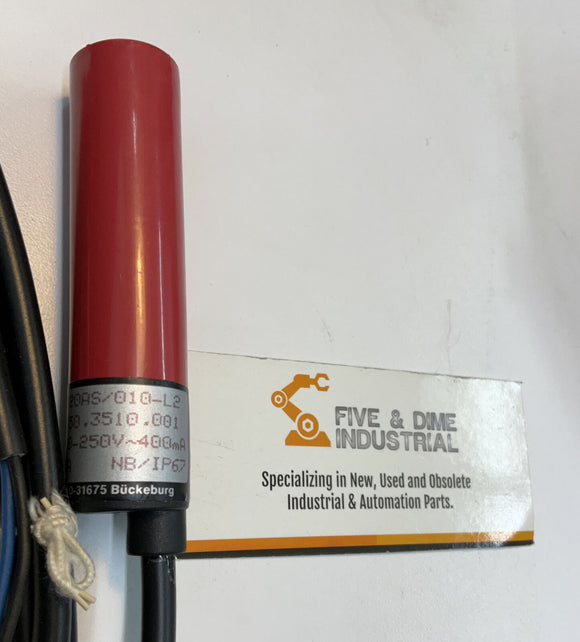 20AS/010-L2
50.3510.001
0-250V~400mA
NB/IP67
D-31675 Bückeburg
FIVE & DIME
INDUSTRIAL
Specializing in New, Used and Obsolete
Industrial & Automation Parts.